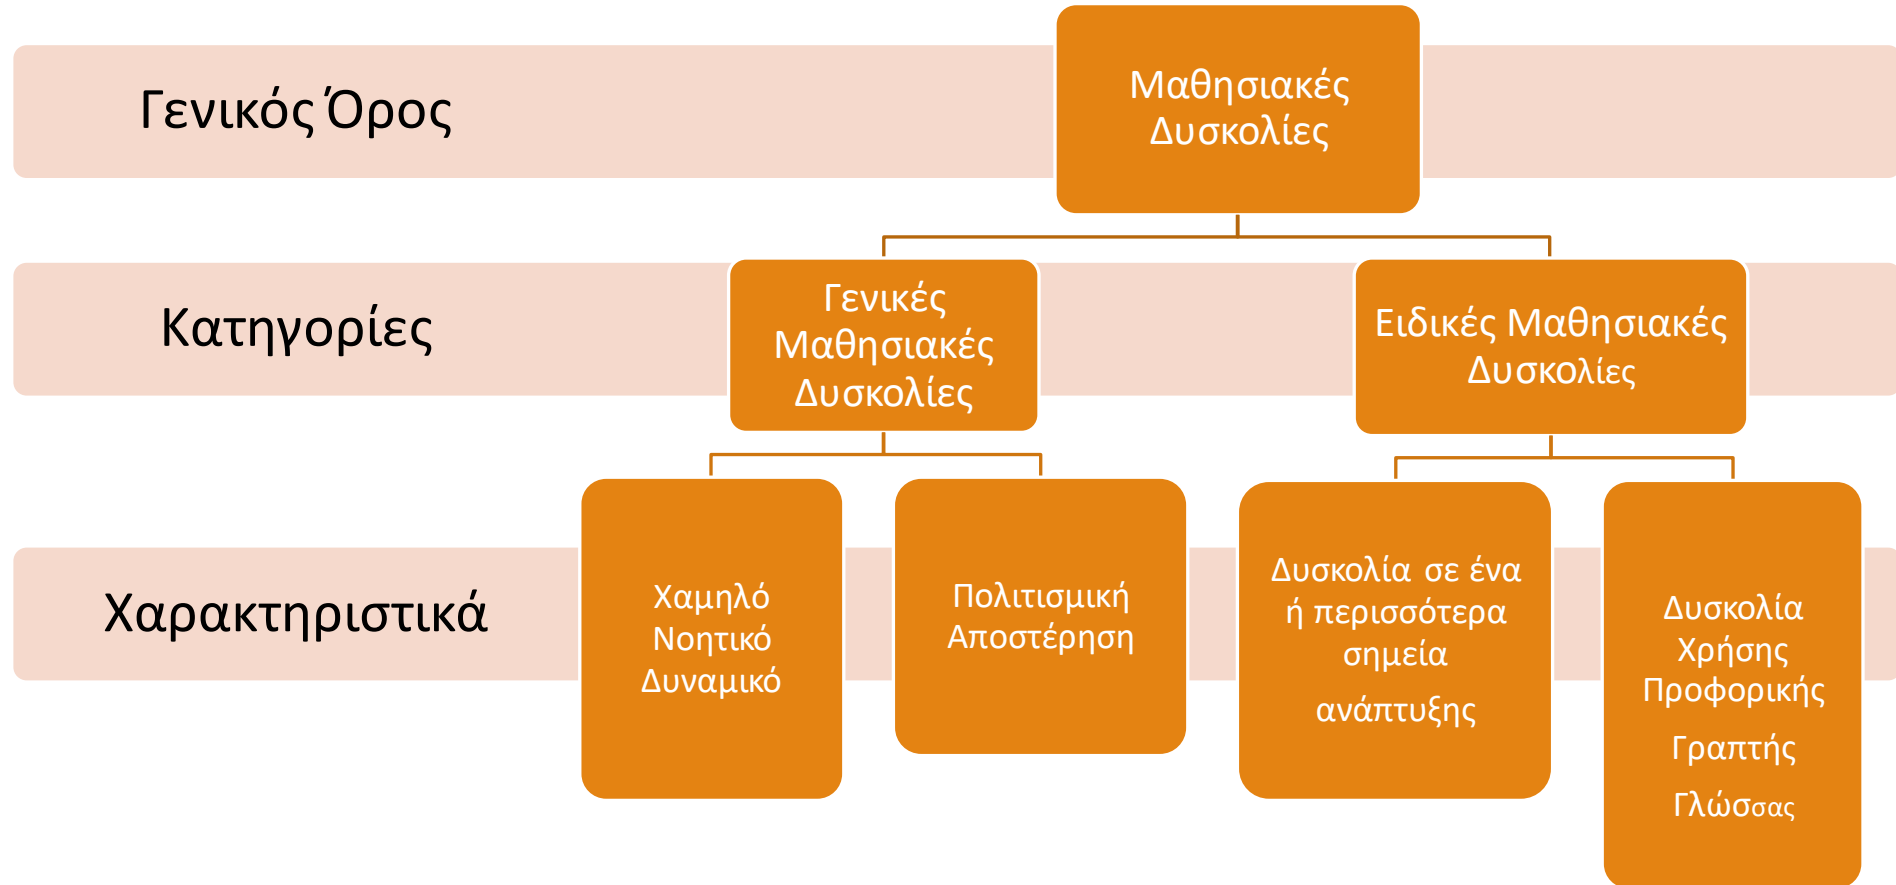 Γενικός Όρος
Μαθησιακές
Δυσκολίες
Κατηγορίες
Γενικές
Μαθησιακές
Δυσκολίες
Ειδικές Μαθησιακές
Δυσκολίες
Χαρακτηριστικά
Χαμηλό
Νοητικό
Δυναμικό
Πολιτισμική
Αποστέρηση
Δυσκολία σε ένα
ή περισσότερα
σημεία
ανάπτυξης
Δυσκολία
Χρήσης
Προφορικής
Γραπτής
Γλώσσας